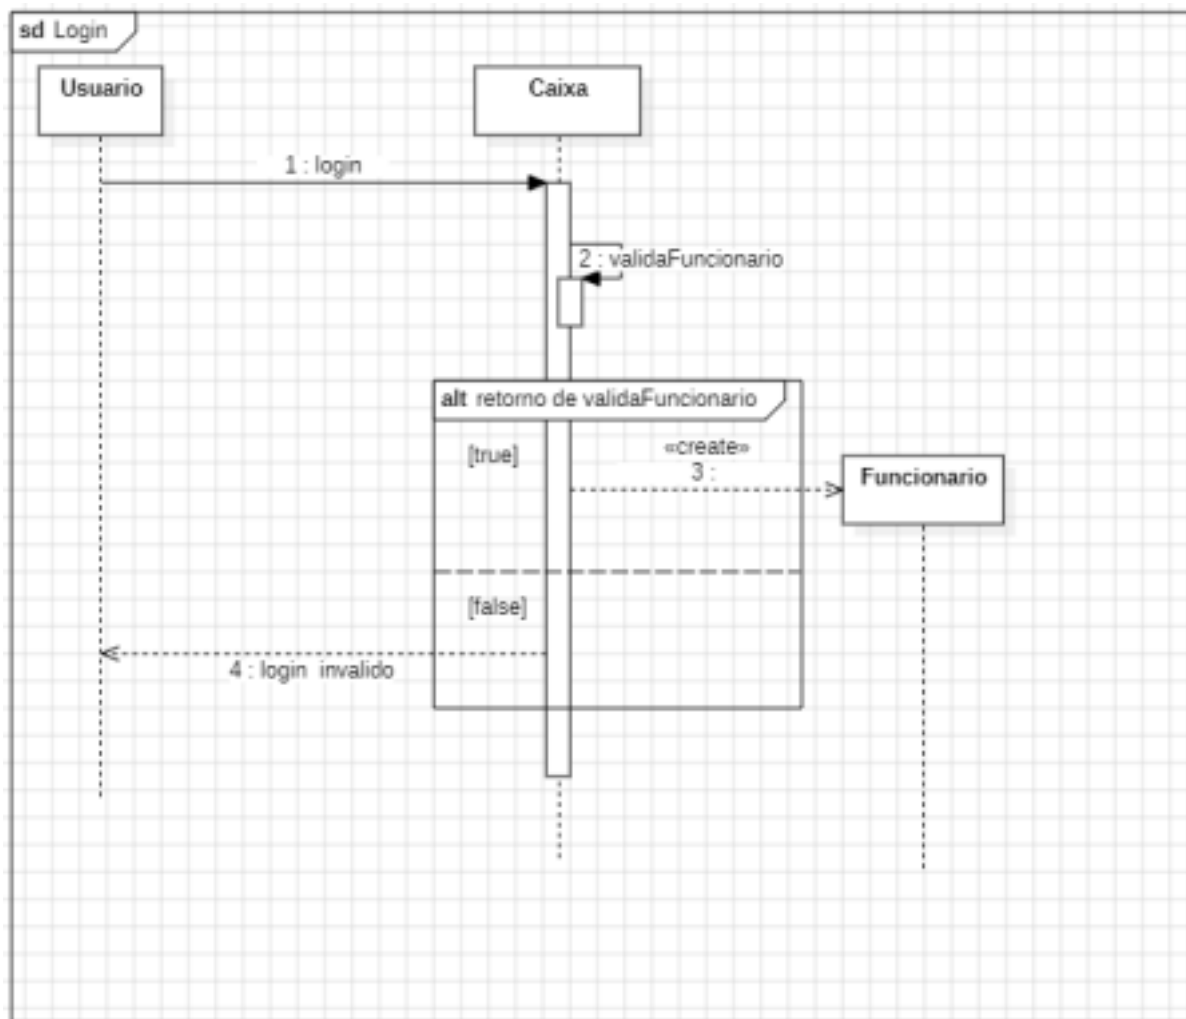 sd Login
Usuario
Caixa
1 : login
2 : validaFuncionario
alt retorno de validaFuncionario
[true]
«create»
3 :
Funcionario
[false]
4 : login invalido